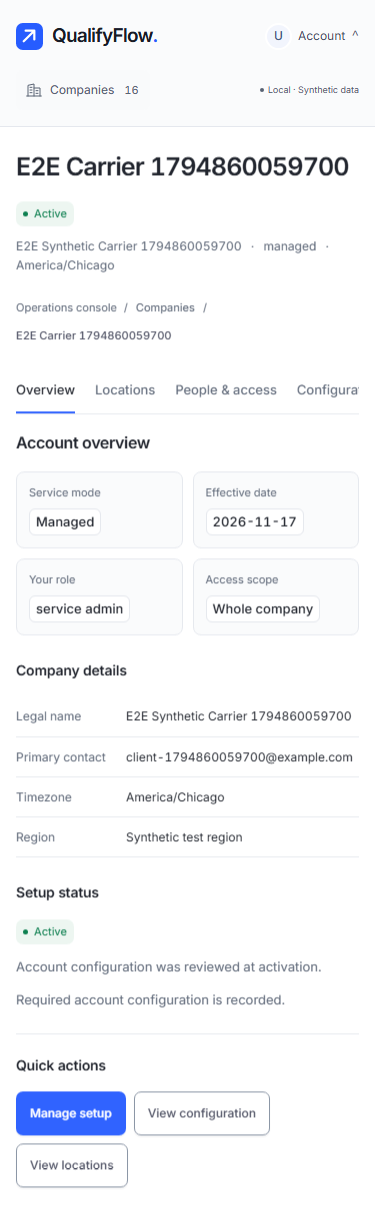 QualifyFlow.
U Account ^
Companies 16
Local · Synthetic data
E2E Carrier 1794860059700
Active
E2E Synthetic Carrier 1794860059700 · managed ·
America/Chicago
Operations console / Companies /
E2E Carrier 1794860059700
Overview Locations People & access Configurat
Account overview
Service mode
Managed
Effective date
2026-11-17
Your role
service admin
Access scope
Whole company
Company details
Legal name E2E Synthetic Carrier 1794860059700
Primary contact client-1794860059700@example.com
Timezone America/Chicago
Region Synthetic test region
Setup status
Active
Account configuration was reviewed at activation.
Required account configuration is recorded.
Quick actions
Manage setup View configuration
View locations